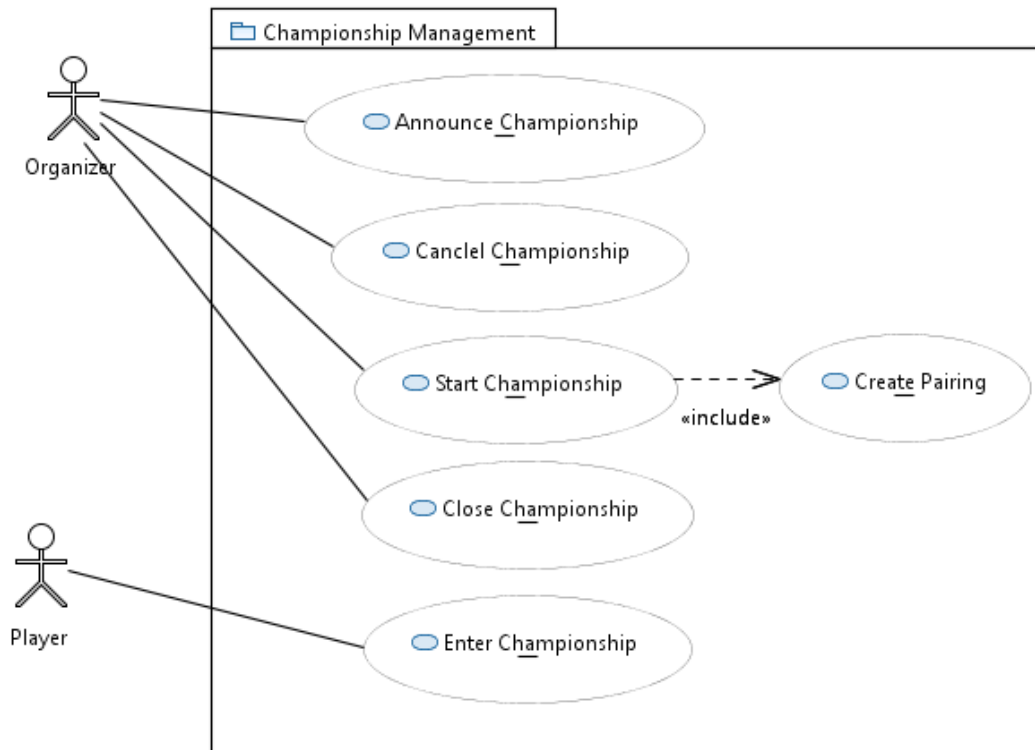 Championship Management
Organizer
Announce Championship
Canclel Championship
Start Championship
«include»
Create Pairing
Close Championship
Player
Enter Championship